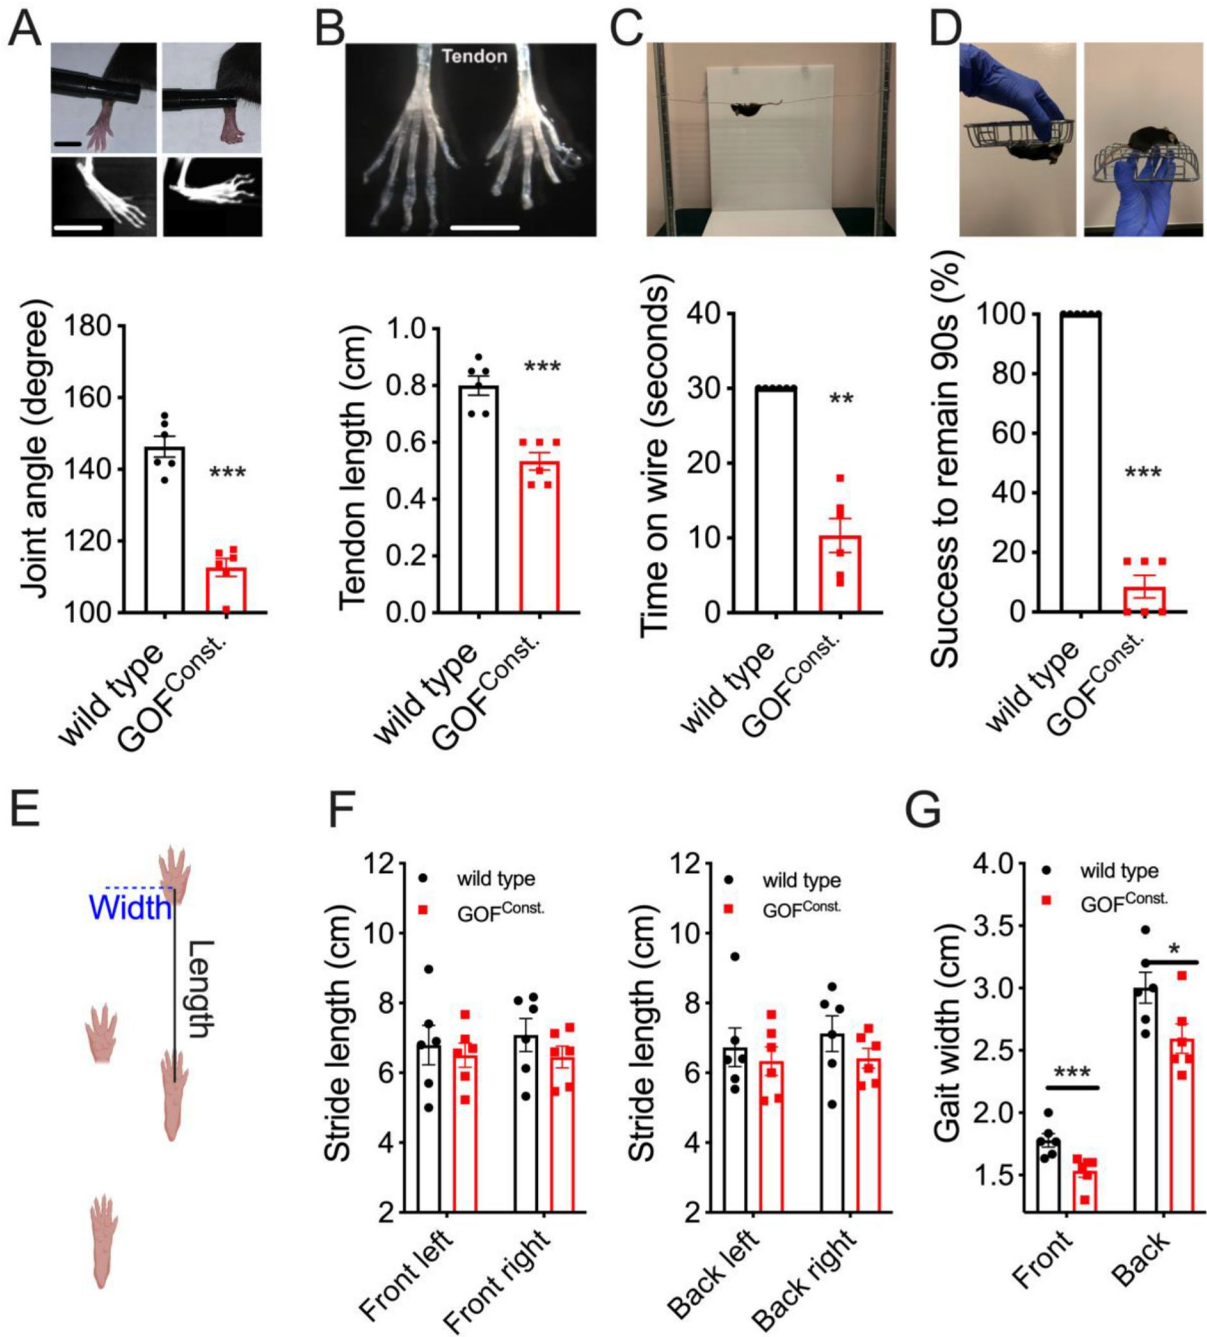 A
B
C
D
Tendon
Joint angle (degree)
180
160
140
120
100
***
wild type
GOFConst.
Tendon length (cm)
1.0
0.8
0.6
0.4
0.2
0.0
***
wild type
GOFConst.
Time on wire (seconds)
40
30
20
10
0
**
wild type
GOFConst.
Success to remain 90s (%)
100
80
60
40
20
0
***
wild type
GOFConst.
E
Width
Length
F
Stride length (cm)
12
10
8
6
4
2
wild type
GOFConst.
Front left
Front right
Stride length (cm)
12
10
8
6
4
2
wild type
GOFConst.
Back left
Back right
G
Gait width (cm)
4.0
3.5
3.0
2.5
2.0
1.5
wild type
GOFConst.
***
*
Front
Back